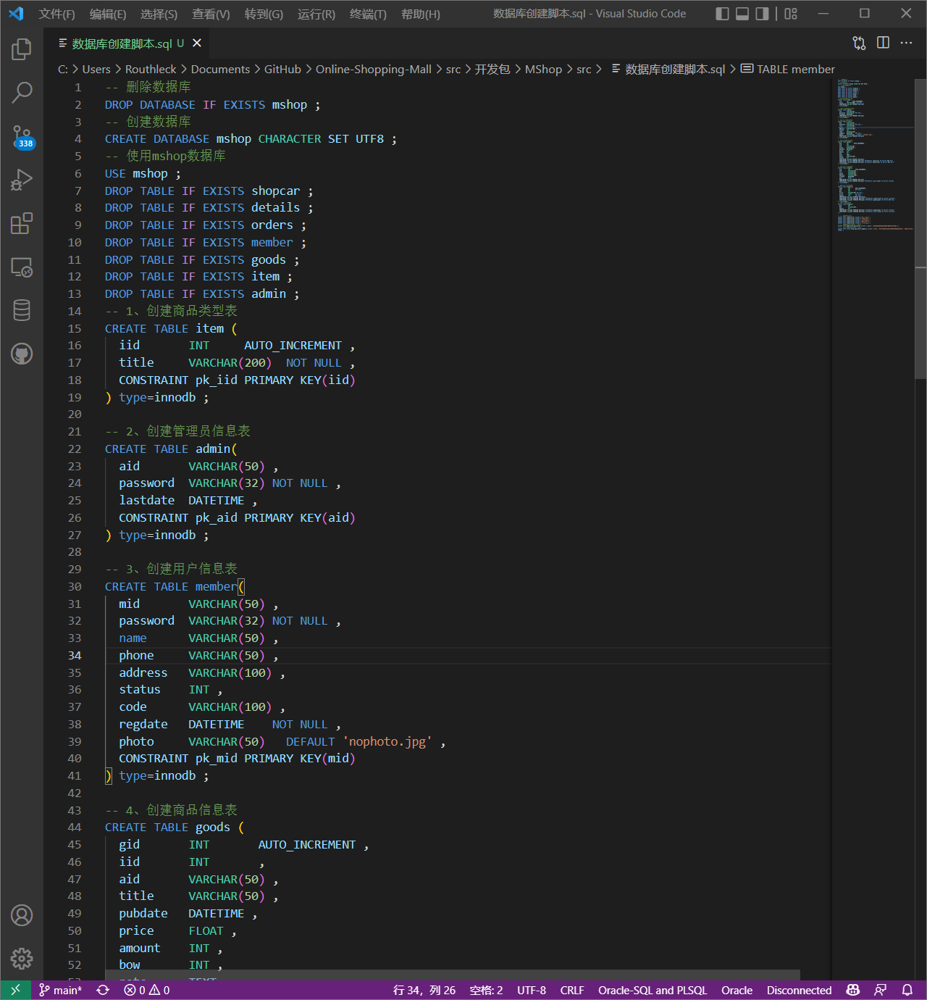 文件(F) 编辑(E) 选择(S) 查看(V) 转到(G) 运行(R) 终端(T) 帮助(H) 数据库创建脚本.sql - Visual Studio Code
数据库创建脚本.sql U
C: > Users > Routhleck > Documents > GitHub > Online-Shopping-Mall > src > 开发包 > MShop > src > 数据库创建脚本.sql > TABLE member
338
1 -- 删除数据库
2 DROP DATABASE IF EXISTS mshop ;
3 -- 创建数据库
4 CREATE DATABASE mshop CHARACTER SET UTF8 ;
5 -- 使用mshop数据库
6 USE mshop ;
7 DROP TABLE IF EXISTS shopcar ;
8 DROP TABLE IF EXISTS details ;
9 DROP TABLE IF EXISTS orders ;
10 DROP TABLE IF EXISTS member ;
11 DROP TABLE IF EXISTS goods ;
12 DROP TABLE IF EXISTS item ;
13 DROP TABLE IF EXISTS admin ;
14 -- 1、创建商品类型表
15 CREATE TABLE item (
16 iid INT AUTO_INCREMENT ,
17 title VARCHAR(200) NOT NULL ,
18 CONSTRAINT pk_iid PRIMARY KEY(iid)
19 ) type=innodb ;
20
21 -- 2、创建管理员信息表
22 CREATE TABLE admin(
23 aid VARCHAR(50) ,
24 password VARCHAR(32) NOT NULL ,
25 lastdate DATETIME ,
26 CONSTRAINT pk_aid PRIMARY KEY(aid)
27 ) type=innodb ;
28
29 -- 3、创建用户信息表
30 CREATE TABLE member(
31 mid VARCHAR(50) ,
32 password VARCHAR(32) NOT NULL ,
33 name VARCHAR(50) ,
34 phone VARCHAR(50) ,
35 address VARCHAR(100) ,
36 status INT ,
37 code VARCHAR(100) ,
38 regdate DATETIME NOT NULL ,
39 photo VARCHAR(50) DEFAULT 'nophoto.jpg' ,
40 CONSTRAINT pk_mid PRIMARY KEY(mid)
41 ) type=innodb ;
42
43 -- 4、创建商品信息表
44 CREATE TABLE goods (
45 gid INT AUTO_INCREMENT ,
46 iid INT ,
47 aid VARCHAR(50) ,
48 title VARCHAR(50) ,
49 pubdate DATETIME ,
50 price FLOAT ,
51 amount INT ,
52 bow INT ,
main* 0 0 行 34，列 26 空格: 2 UTF-8 CRLF Oracle-SQL and PLSQL Oracle Disconnected